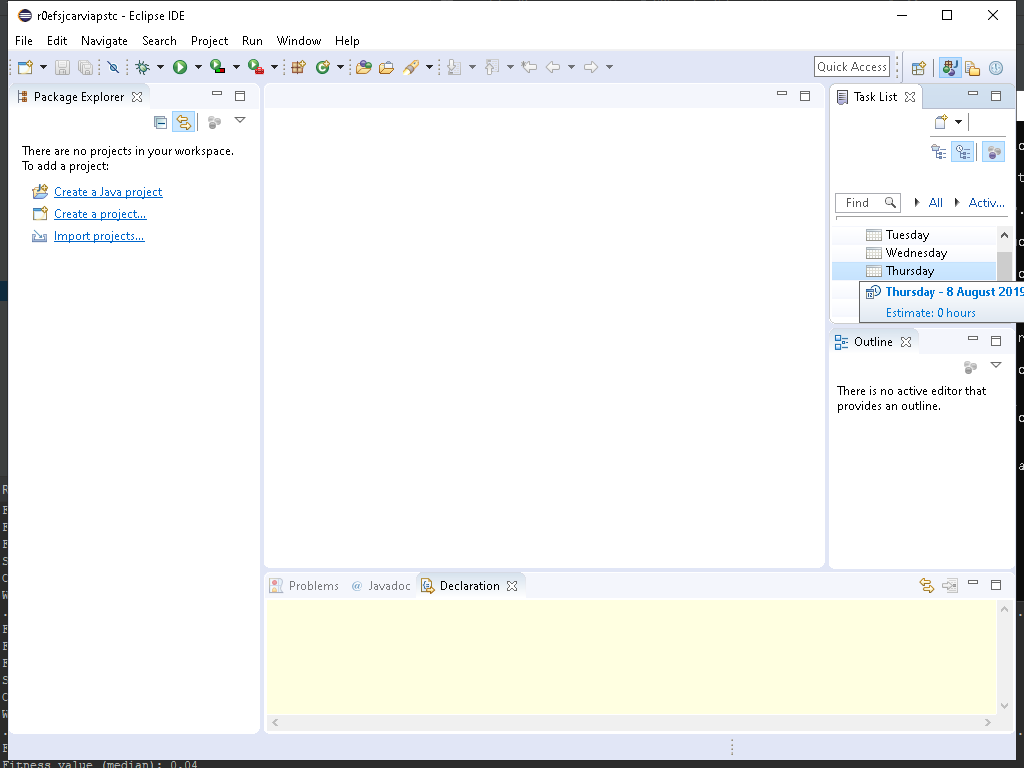 r0efsjcarviapstc - Eclipse IDE
File Edit Navigate Search Project Run Window Help
Quick Access
Package Explorer
There are no projects in your workspace.
To add a project:
Create a Java project
Create a project...
Import projects...
Task List
Find All Activ...
Tuesday
Wednesday
Thursday
Thursday - 8 August 2019
Estimate: 0 hours
Outline
There is no active editor that
provides an outline.
Problems @ Javadoc Declaration
Fitness value (median): 0.04